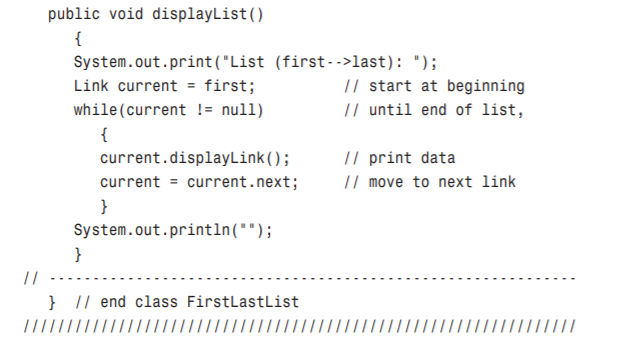 public void displayList()
{
System.out.print("List (first-->last): ");
Link current = first; // start at beginning
while(current != null) // until end of list,
{
current.displayLink(); // print data
current = current.next; // move to next link
}
System.out.println("");
}
// -------------------------------------------------------------
} // end class FirstLastList
////////////////////////////////////////////////////////////////